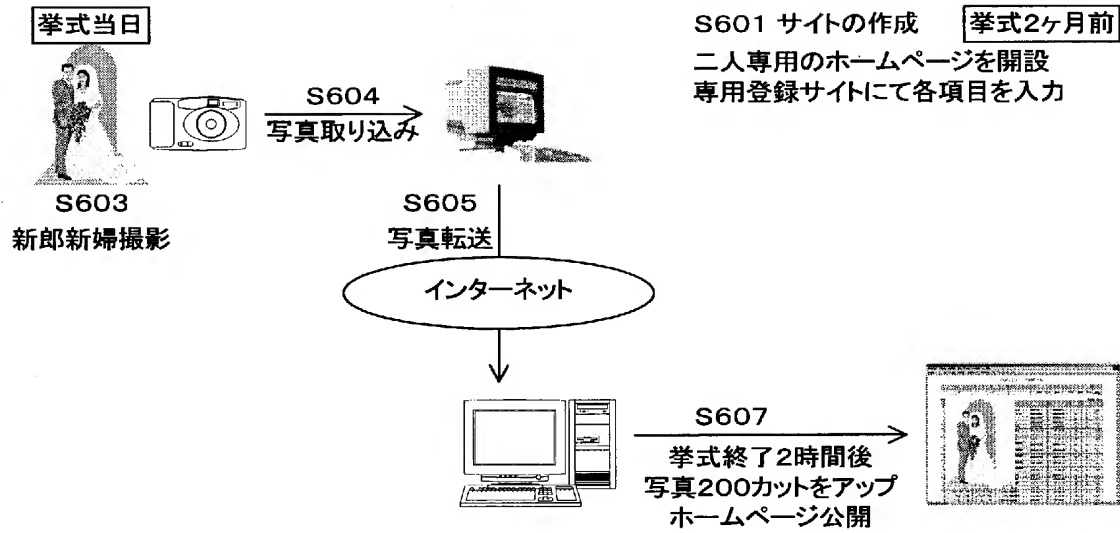 挙式当日
S601 サイトの作成
挙式2ヶ月前
二人専用のホームページを開設
専用登録サイトにて各項目を入力
S604
写真取り込み
S603
新郎新婦撮影
S605
写真転送
インターネット
S607
挙式終了2時間後
写真200カットをアップ
ホームページ公開